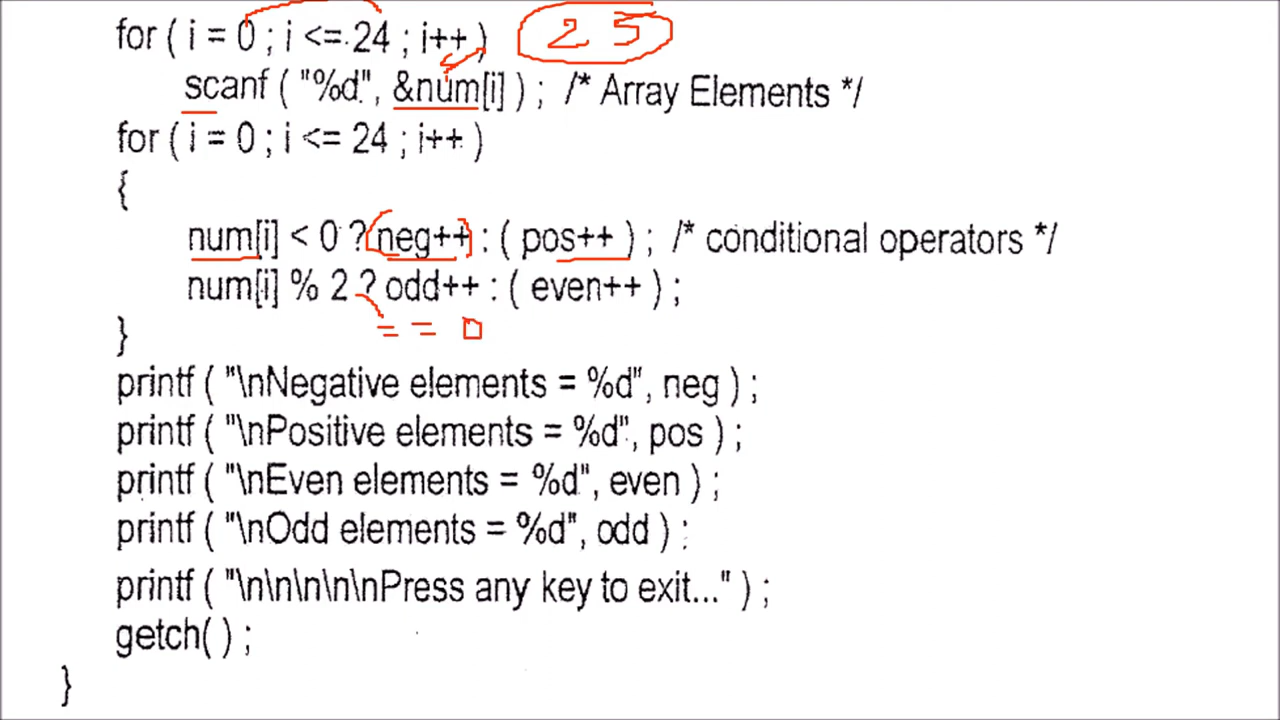 for ( i = 0 ; i <= 24 ; i++ ) 25
scanf ( "%d", &num[i] ) ; /* Array Elements */
for ( i = 0 ; i <= 24 ; i++ )
{
num[i] < 0 ? (neg++) : ( pos++ ) ; /* conditional operators */
num[i] % 2 ? odd++ : ( even++ ) ;
== 0
}
printf ( "\nNegative elements = %d", neg ) ;
printf ( "\nPositive elements = %d", pos ) ;
printf ( "\nEven elements = %d", even ) ;
printf ( "\nOdd elements = %d", odd ) :
printf ( "\n\n\n\n\nPress any key to exit..." ) ;
getch( ) ;
}